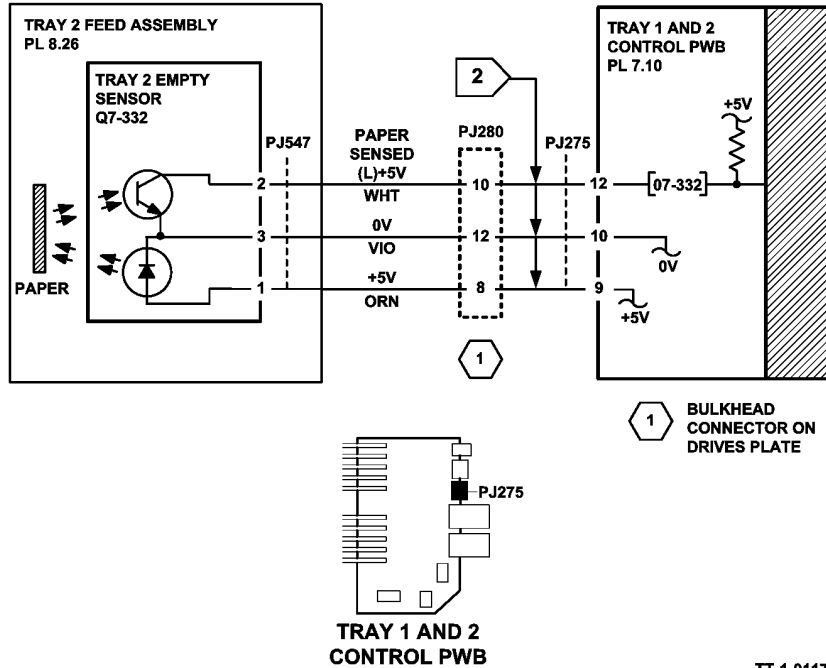 TRAY 2 FEED ASSEMBLY
PL 8.26
TRAY 2 EMPTY
SENSOR
Q7-332
PAPER
2
3
1
PJ547
PAPER
SENSED
(L)+5V
WHT
0V
VIO
+5V
ORN
PJ280
10
12
8
1
2
PJ275
TRAY 1 AND 2
CONTROL PWB
PL 7.10
+5V
12
[07-332]
10
0V
9
+5V
1
BULKHEAD
CONNECTOR ON
DRIVES PLATE
PJ275
TRAY 1 AND 2
CONTROL PWB